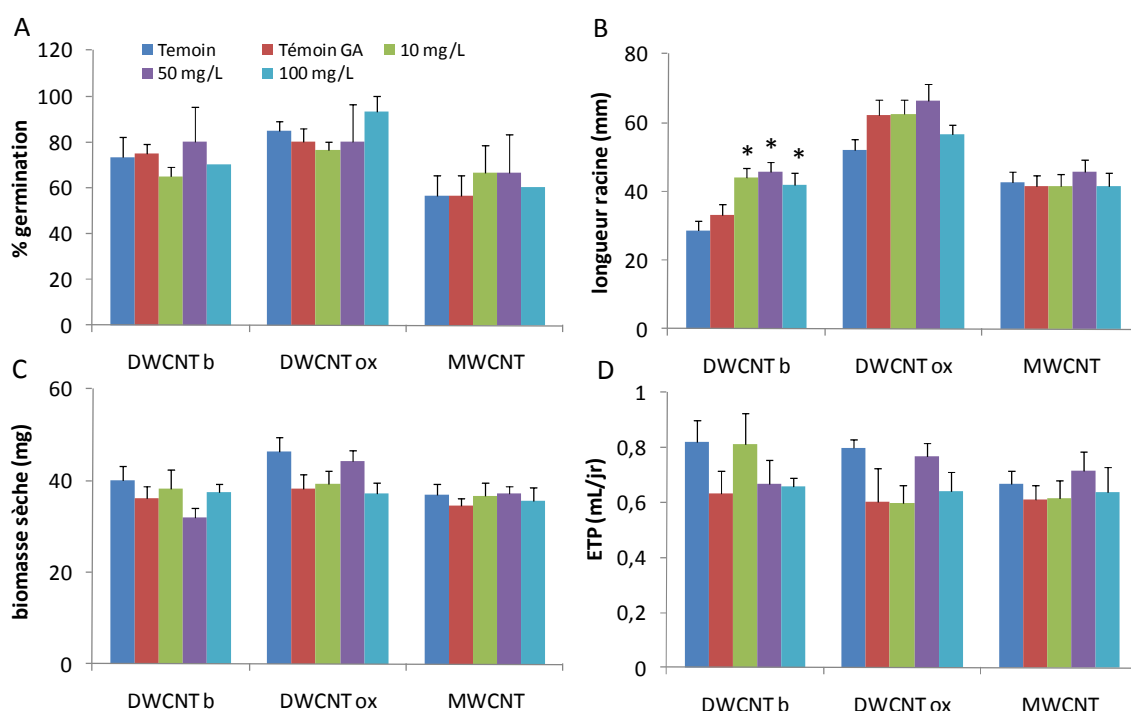 A
Temoin Témoin GA 10 mg/L
50 mg/L 100 mg/L
% germination
120
100
80
60
40
20
0
DWCNT b DWCNT ox MWCNT
B
longueur racine (mm)
80
60
40
20
0
* * *
DWCNT b DWCNT ox MWCNT
C
biomasse sèche (mg)
60
40
20
0
DWCNT b DWCNT ox MWCNT
D
ETP (mL/jr)
1
0,8
0,6
0,4
0,2
0
DWCNT b DWCNT ox MWCNT